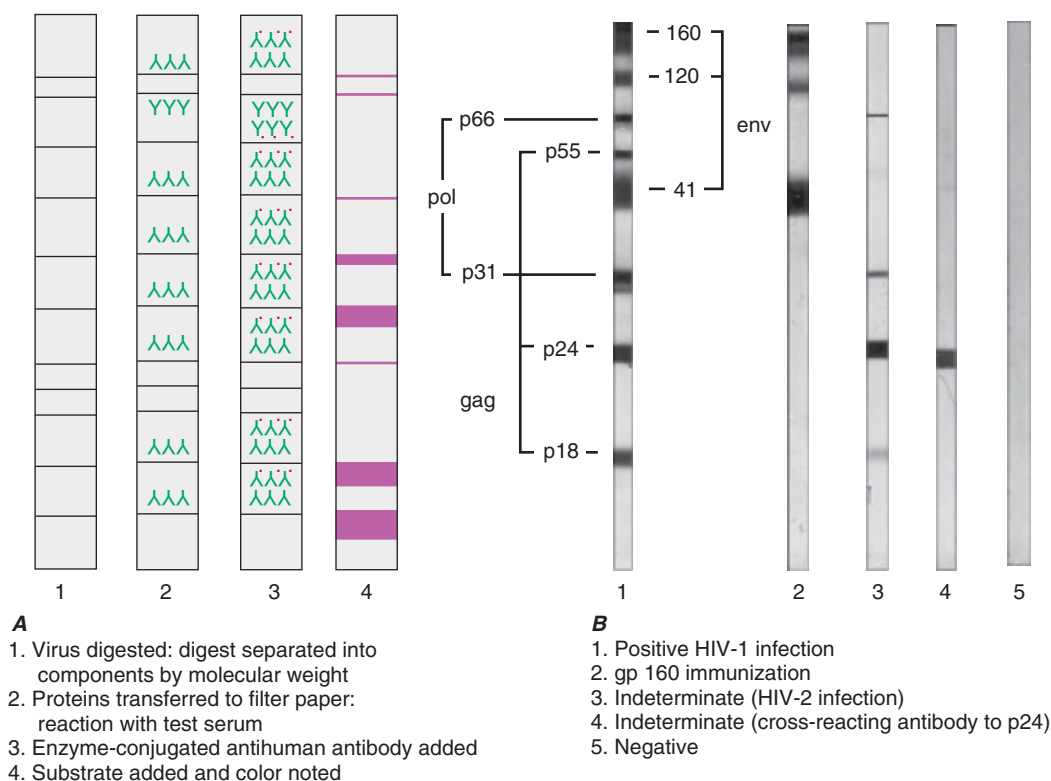 160
120
p66
env
p55
pol
41
p31
p24
gag
p18
1
2
3
4
1
2
3
4
5
A
1. Virus digested: digest separated into
components by molecular weight
2. Proteins transferred to filter paper:
reaction with test serum
3. Enzyme-conjugated antihuman antibody added
4. Substrate added and color noted
B
1. Positive HIV-1 infection
2. gp 160 immunization
3. Indeterminate (HIV-2 infection)
4. Indeterminate (cross-reacting antibody to p24)
5. Negative